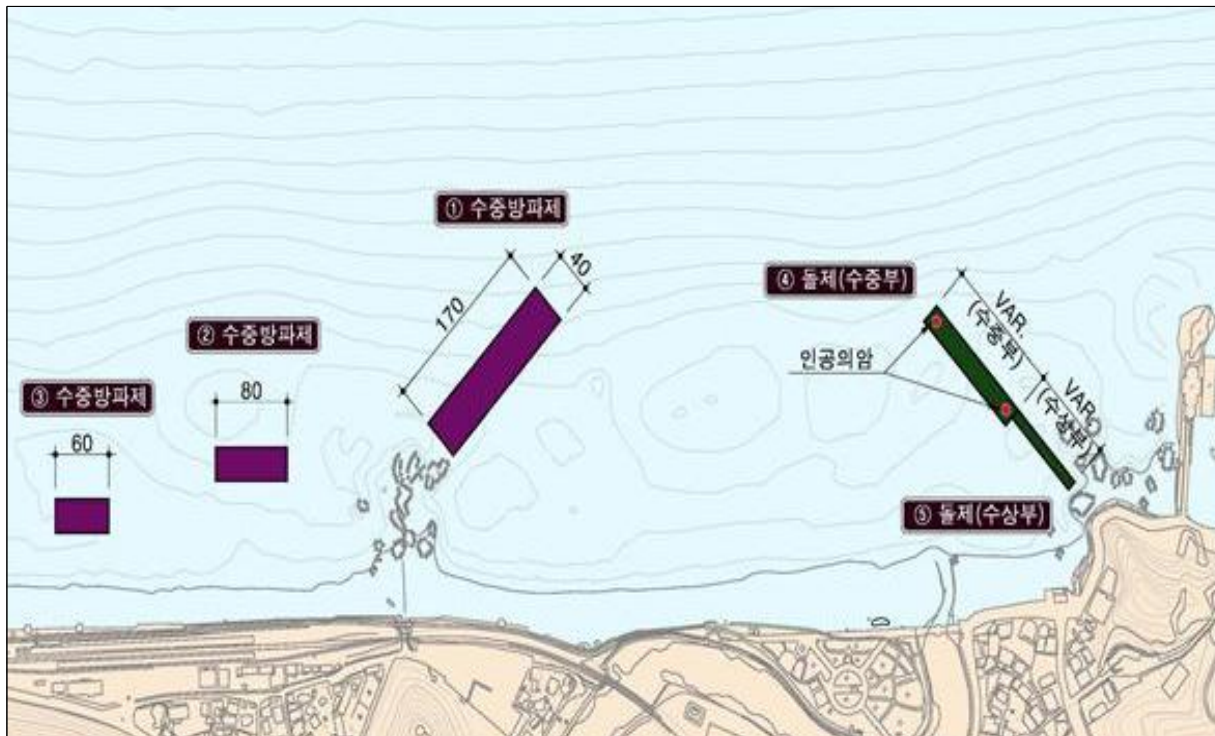 ① 수중방파제
40
170
④ 돌제(수중부)
VAR.
(수중부)
② 수중방파제
인공의암
80
③ 수중방파제
VAR.
(수상부)
60
⑤ 돌제(수상부)